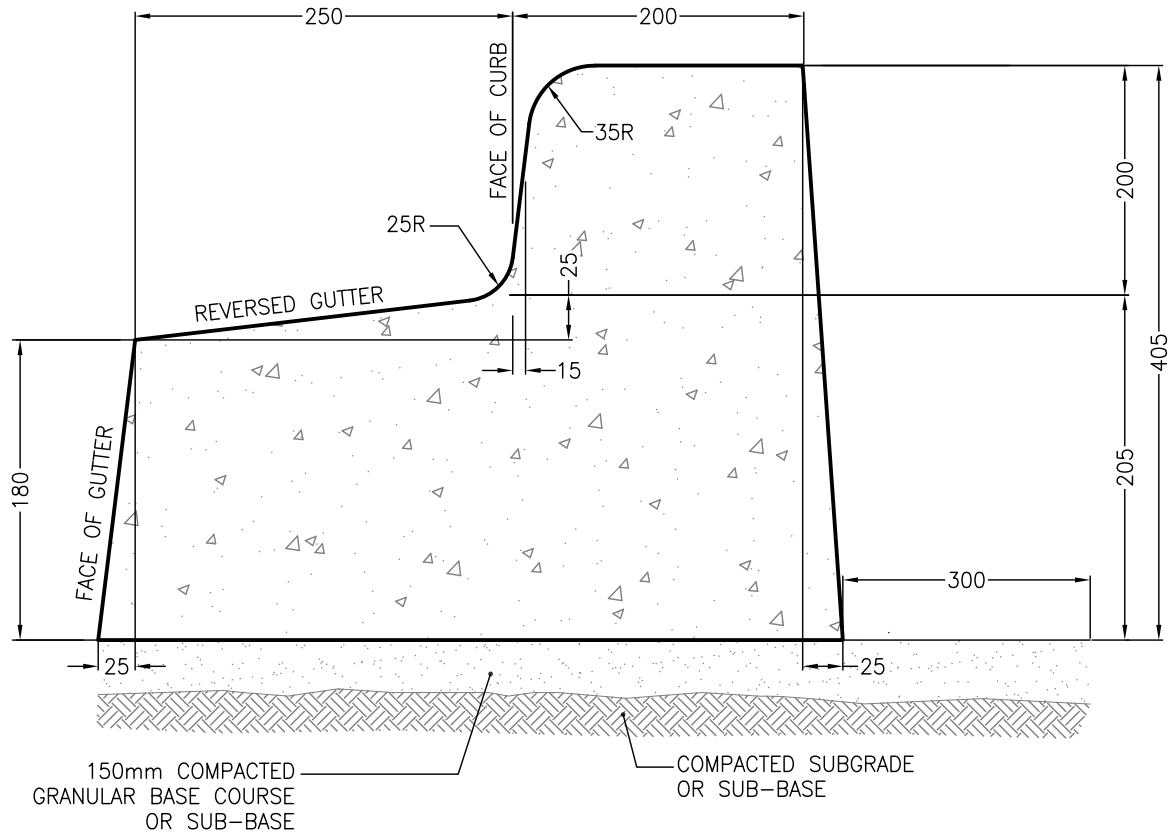 250
200
FACE OF CURB
35R
200
25R
25
REVERSED GUTTER
405
15
180
FACE OF GUTTER
205
300
25
25
150mm COMPACTED
GRANULAR BASE COURSE
OR SUB-BASE
COMPACTED SUBGRADE
OR SUB-BASE